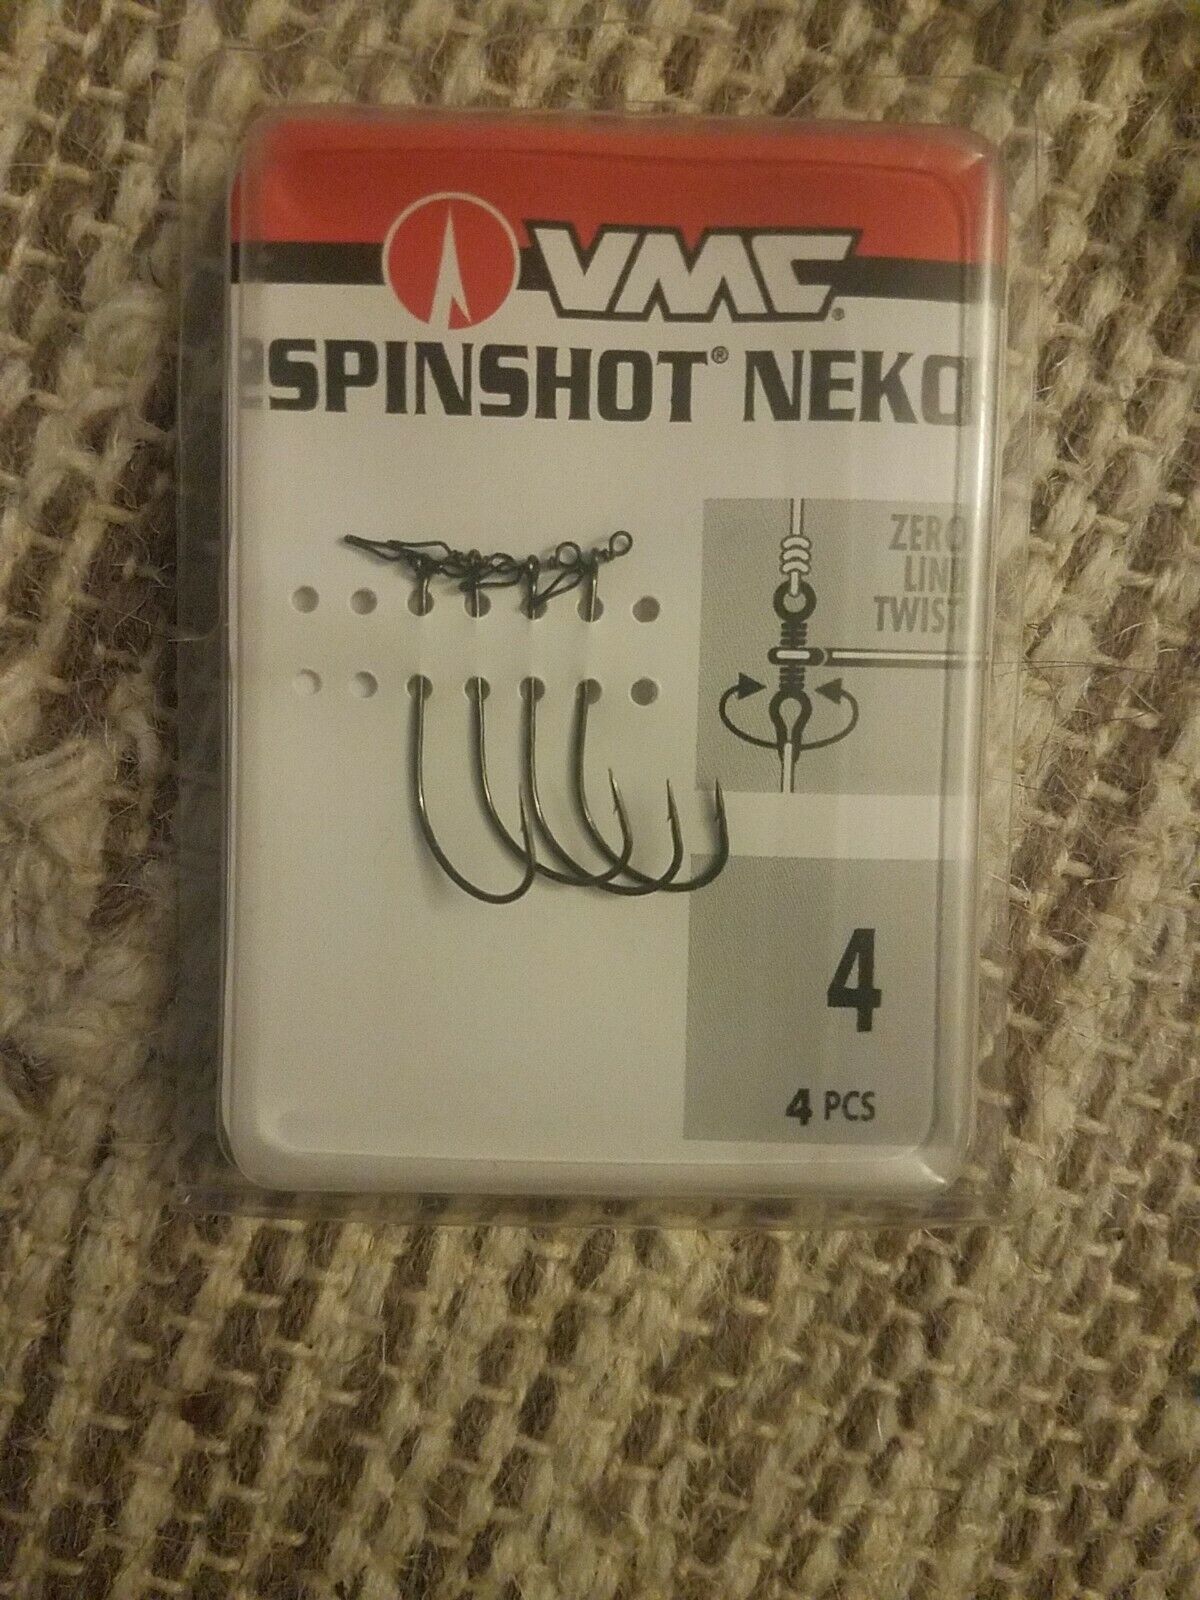 VMC®
SPINSHOT® NEKO
ZERO
LINE
TWIST
4
4 PCS